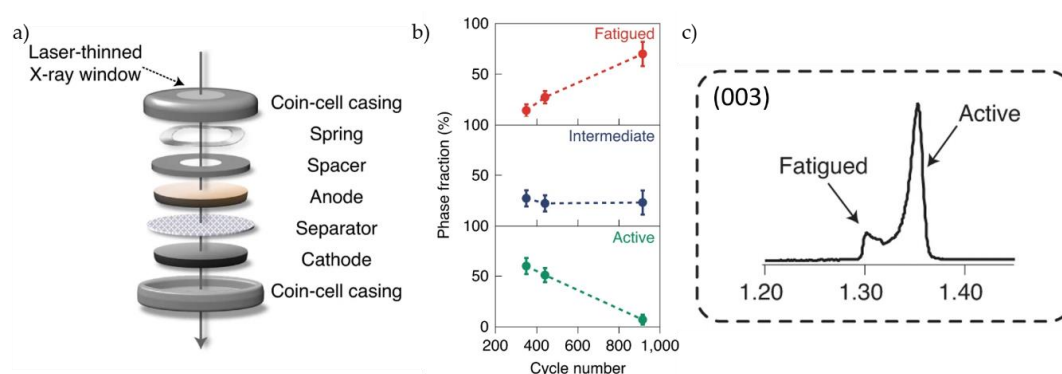 a)
Laser-thinned
X-ray window
Coin-cell casing
Spring
Spacer
Anode
Separator
Cathode
Coin-cell casing
b)
Phase fraction (%)
100
Fatigued
50
100
Intermediate
50
100
Active
50
0
200 400 600 800 1,000
Cycle number
c)
(003)
Active
Fatigued
1.20 1.30 1.40